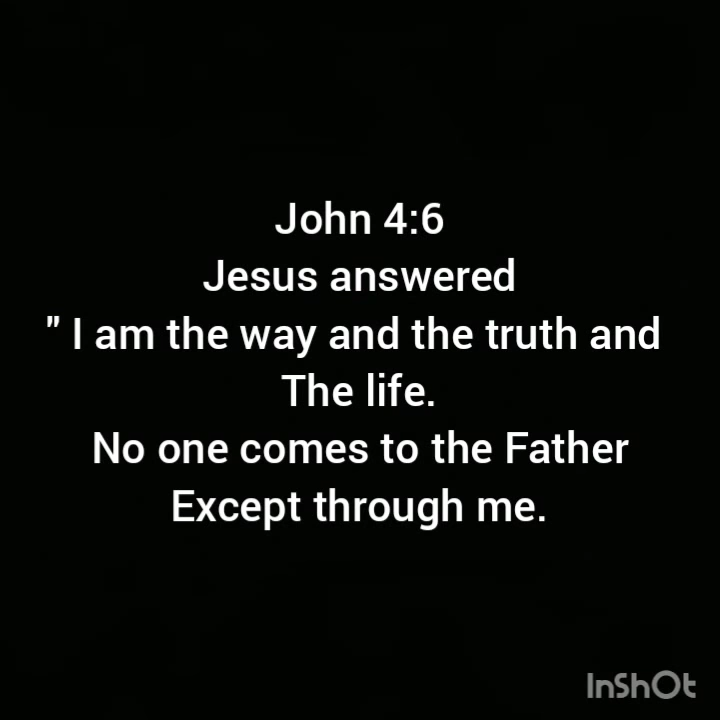 John 4:6
Jesus answered
" I am the way and the truth and
The life.
No one comes to the Father
Except through me.
InShOt